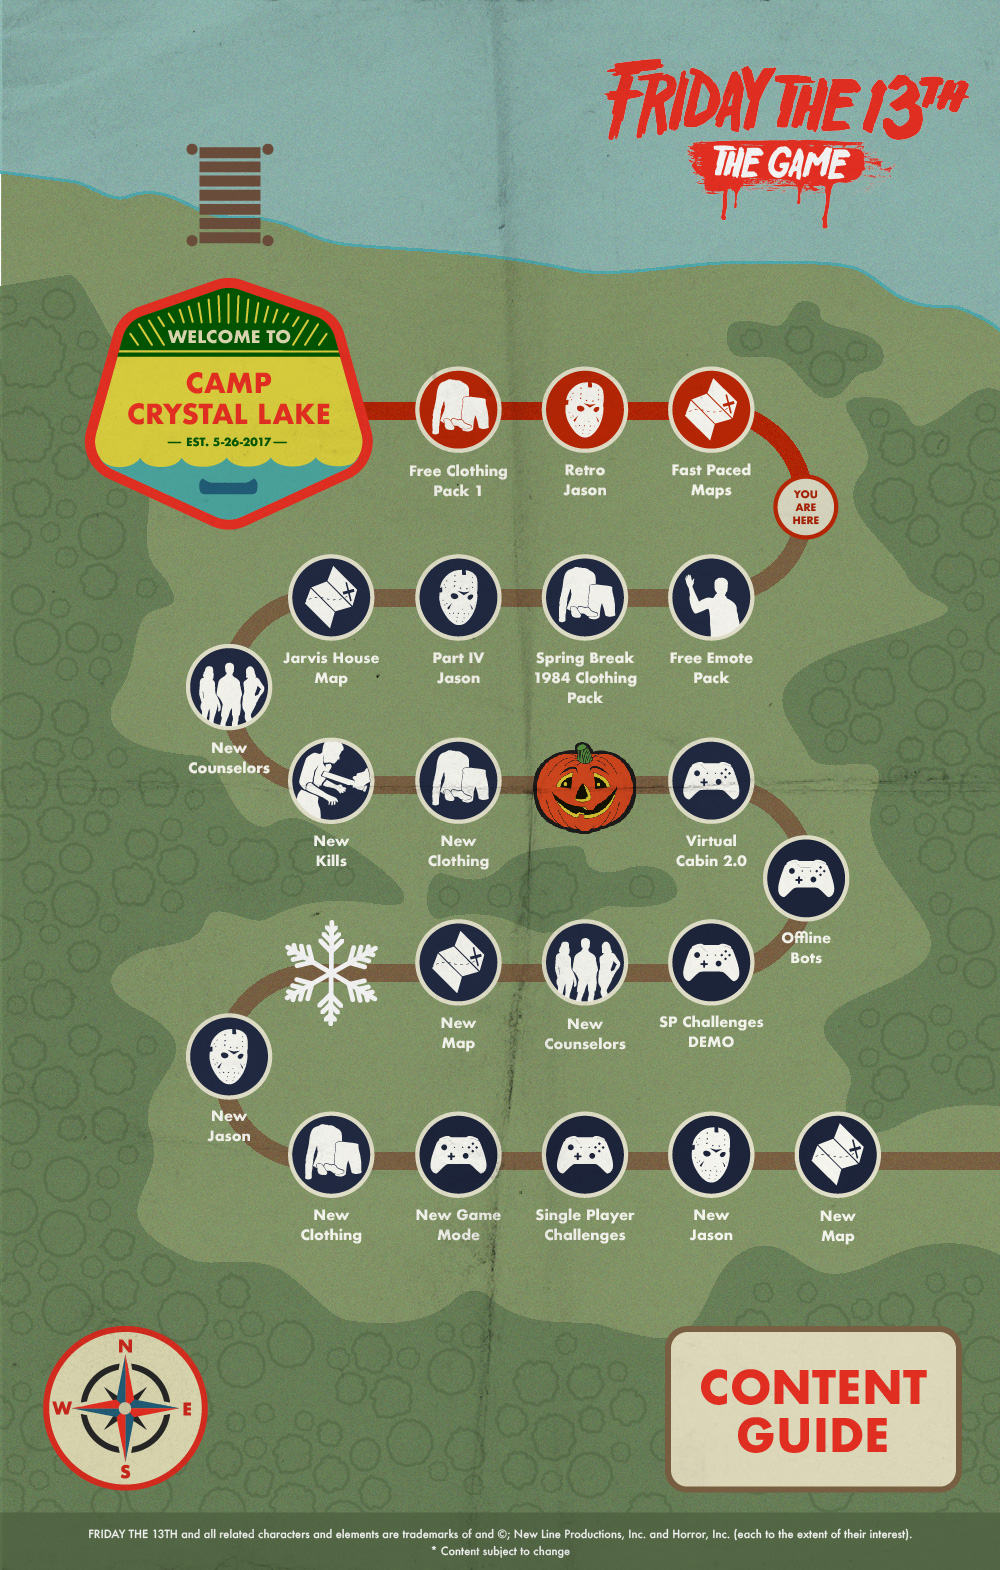 FRIDAY THE 13TH
THE GAME
WELCOME TO
CAMP
CRYSTAL LAKE
— EST. 5-26-2017 —
Free Clothing
Pack 1
Retro
Jason
Fast Paced
Maps
YOU
ARE
HERE
Jarvis House
Map
Part IV
Jason
Spring Break
1984 Clothing
Pack
Free Emote
Pack
New
Counselors
New
Kills
New
Clothing
Virtual
Cabin 2.0
Offline
Bots
New
Map
New
Counselors
SP Challenges
DEMO
New
Jason
New
Clothing
New Game
Mode
Single Player
Challenges
New
Jason
New
Map
N
W E
S
CONTENT
GUIDE
FRIDAY THE 13TH and all related characters and elements are trademarks of and ©; New Line Productions, Inc. and Horror, Inc. (each to the extent of their interest).
* Content subject to change